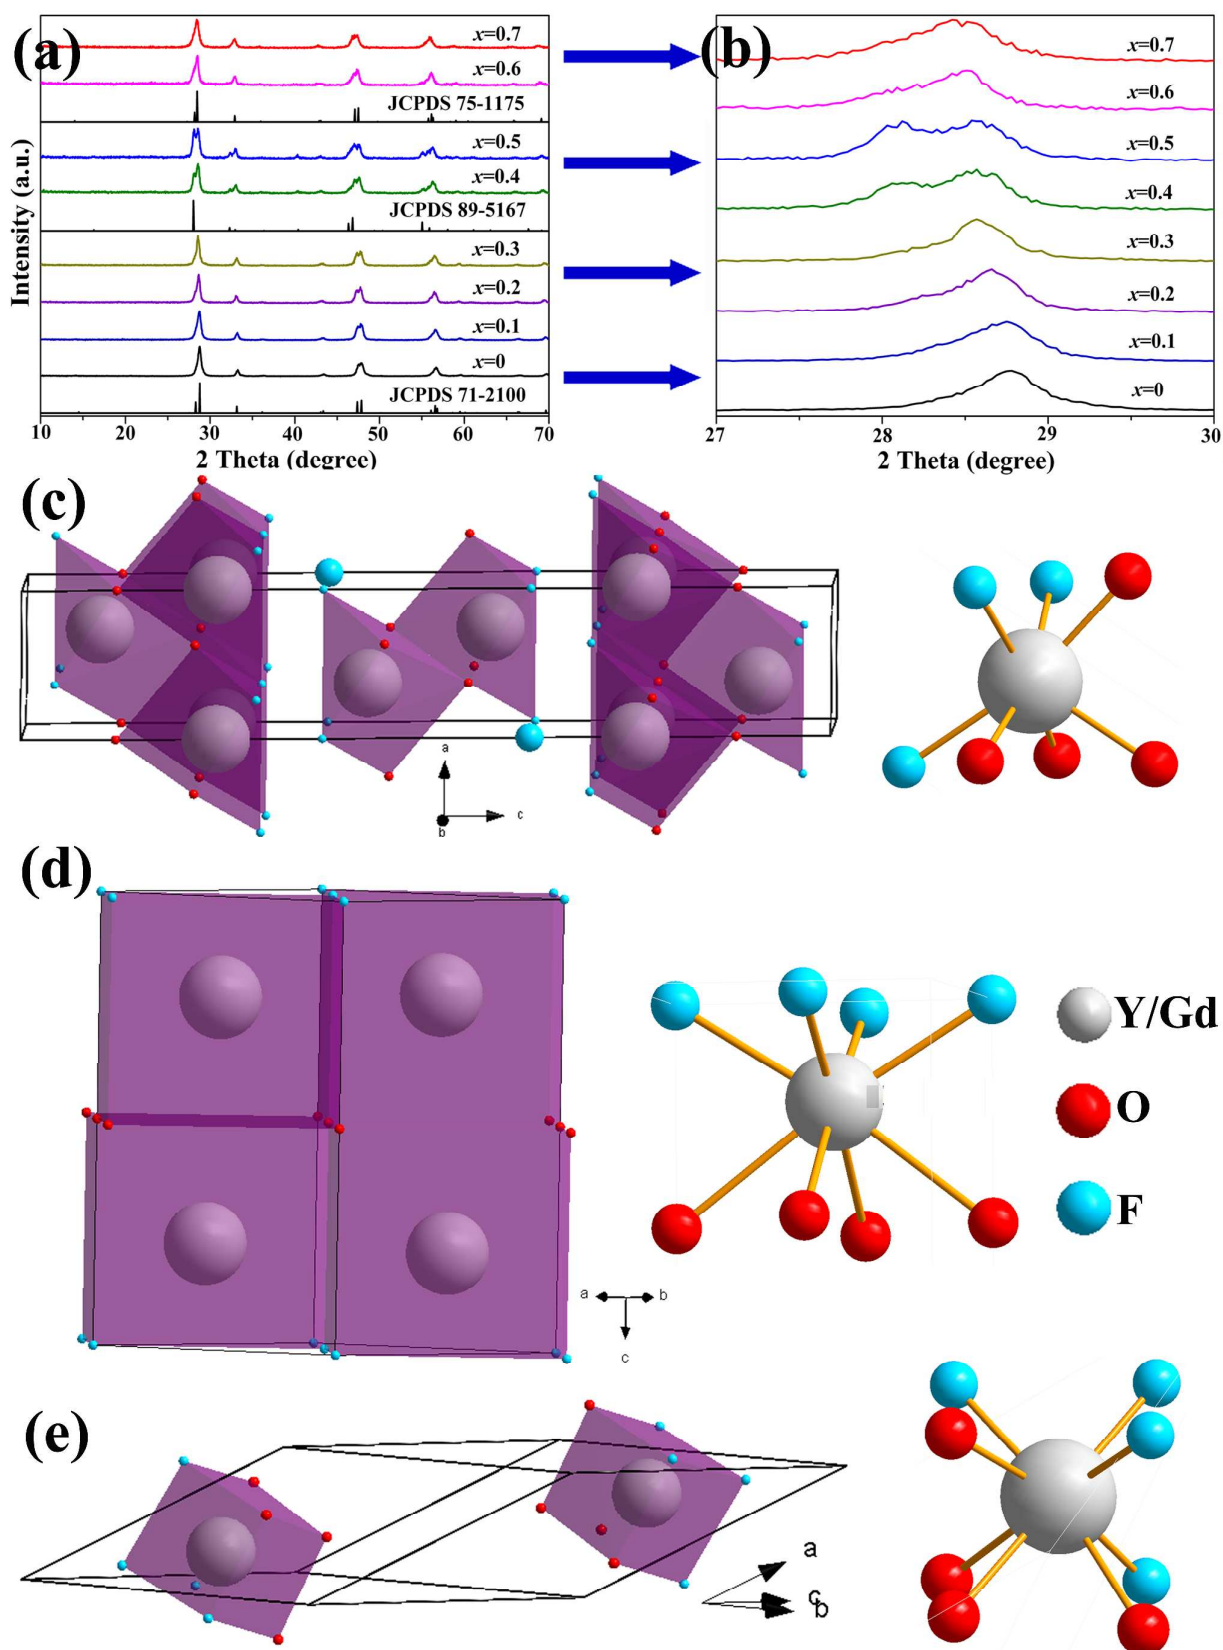 (a)
Intensity (a.u.)
x=0.7
x=0.6
JCPDS 75-1175
x=0.5
x=0.4
JCPDS 89-5167
x=0.3
x=0.2
x=0.1
x=0
JCPDS 71-2100
10 20 30 40 50 60 70
2 Theta (degree)
(b)
x=0.7
x=0.6
x=0.5
x=0.4
x=0.3
x=0.2
x=0.1
x=0
27 28 29 30
2 Theta (degree)
(c)
a
c
b
(d)
Y/Gd
O
F
a b
c
(e)
a
c
b